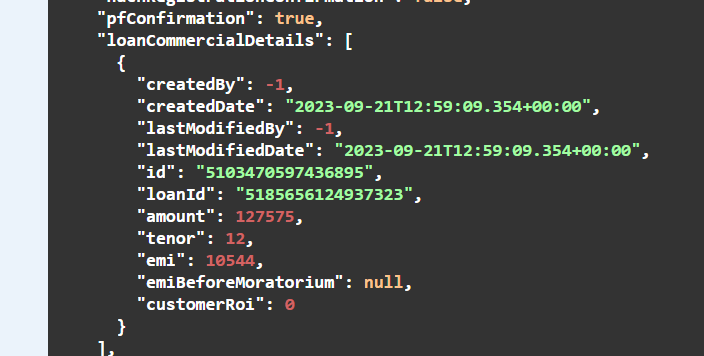 "pfConfirmation": true,
"loanCommercialDetails": [
{
"createdBy": -1,
"createdDate": "2023-09-21T12:59:09.354+00:00",
"lastModifiedBy": -1,
"lastModifiedDate": "2023-09-21T12:59:09.354+00:00",
"id": "5103470597436895",
"loanId": "5185656124937323",
"amount": 127575,
"tenor": 12,
"emi": 10544,
"emiBeforeMoratorium": null,
"customerRoi": 0
}
],